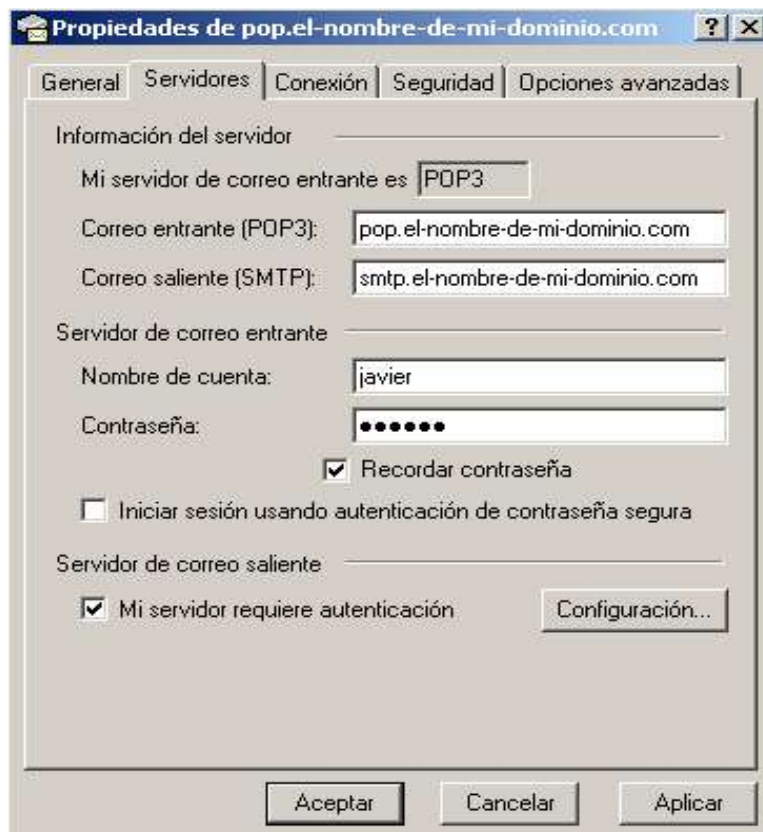 Propiedades de pop.el-nombre-de-mi-dominio.com
General Servidores Conexión Seguridad Opciones avanzadas
Información del servidor
Mi servidor de correo entrante es POP3
Correo entrante (POP3): pop.el-nombre-de-mi-dominio.com
Correo saliente (SMTP): smtp.el-nombre-de-mi-dominio.com
Servidor de correo entrante
Nombre de cuenta: javier
Contraseña: ●●●●●●
Recordar contraseña
Iniciar sesión usando autenticación de contraseña segura
Servidor de correo saliente
Mi servidor requiere autenticación Configuración...
Aceptar Cancelar Aplicar